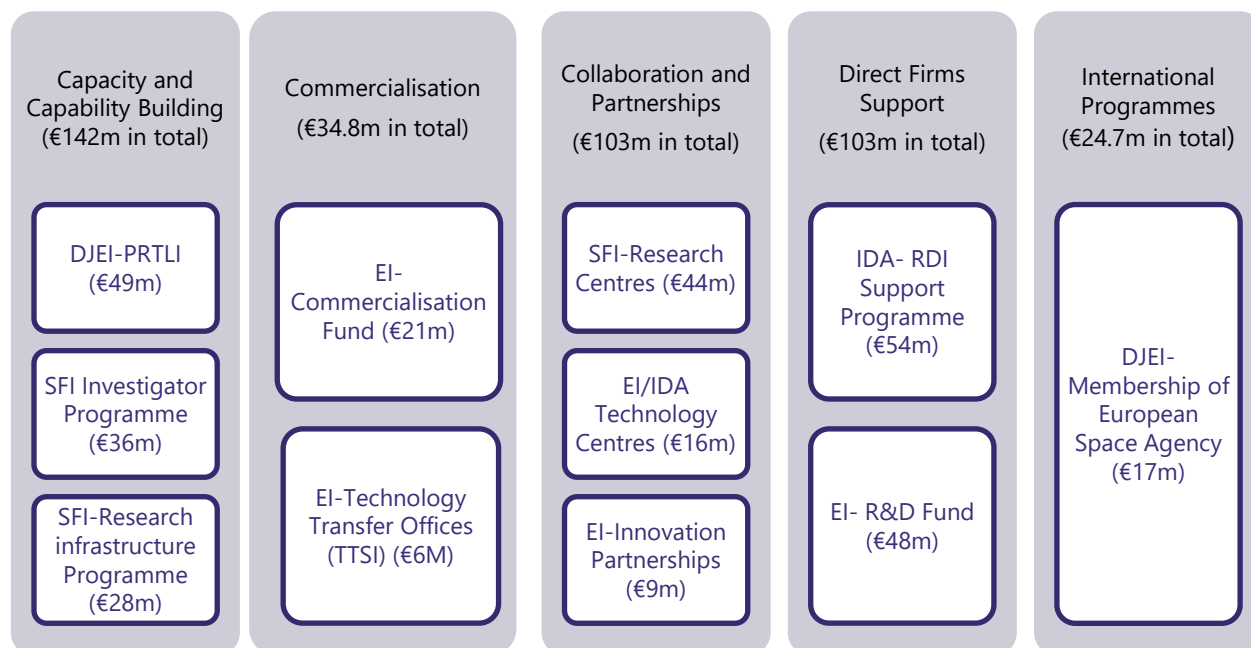 Capacity and
Capability Building
(€142m in total)
DJEI-PRTLI
(€49m)
SFI Investigator
Programme
(€36m)
SFI-Research
infrastructure
Programme
(€28m)
Commercialisation
(€34.8m in total)
EI-
Commercialisation
Fund (€21m)
EI-Technology
Transfer Offices
(TTSI) (€6M)
Collaboration and
Partnerships
(€103m in total)
SFI-Research
Centres (€44m)
EI/IDA
Technology
Centres (€16m)
EI-Innovation
Partnerships
(€9m)
Direct Firms
Support
(€103m in total)
IDA- RDI
Support
Programme
(€54m)
EI- R&D Fund
(€48m)
International
Programmes
(€24.7m in total)
DJEI-
Membership of
European
Space Agency
(€17m)